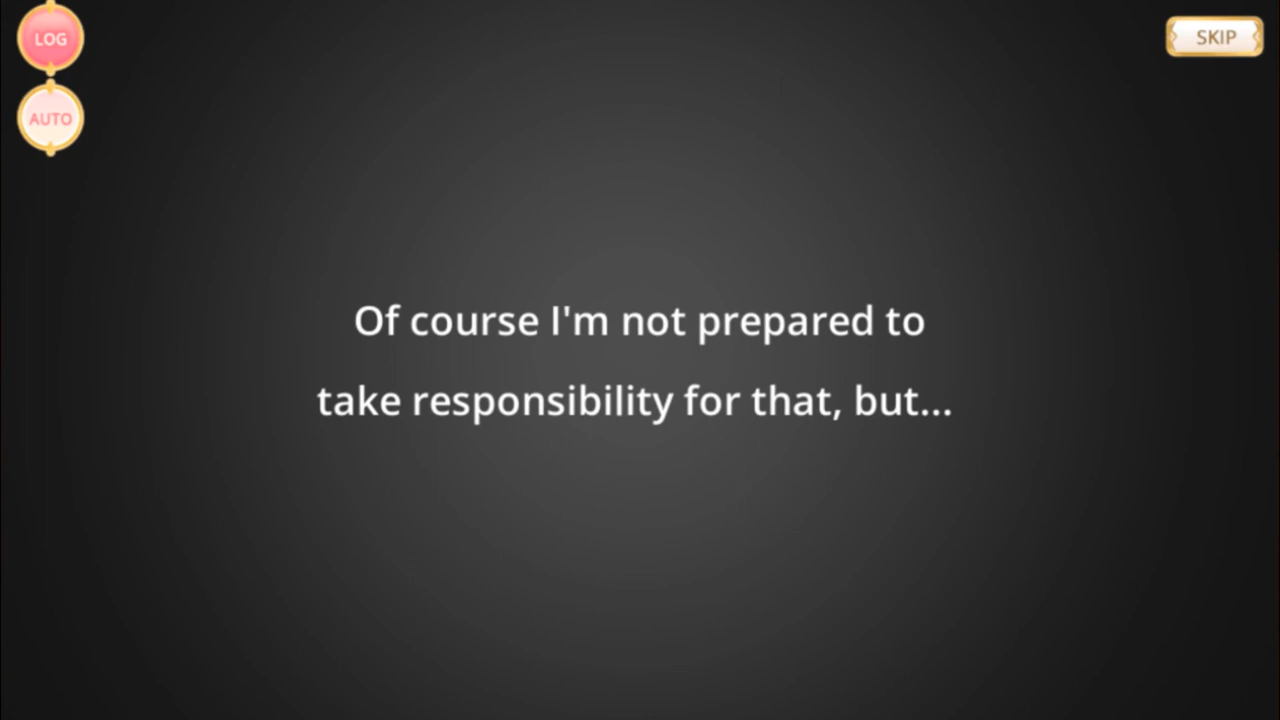 LOG
SKIP
AUTO
Of course I'm not prepared to
take responsibility for that, but...